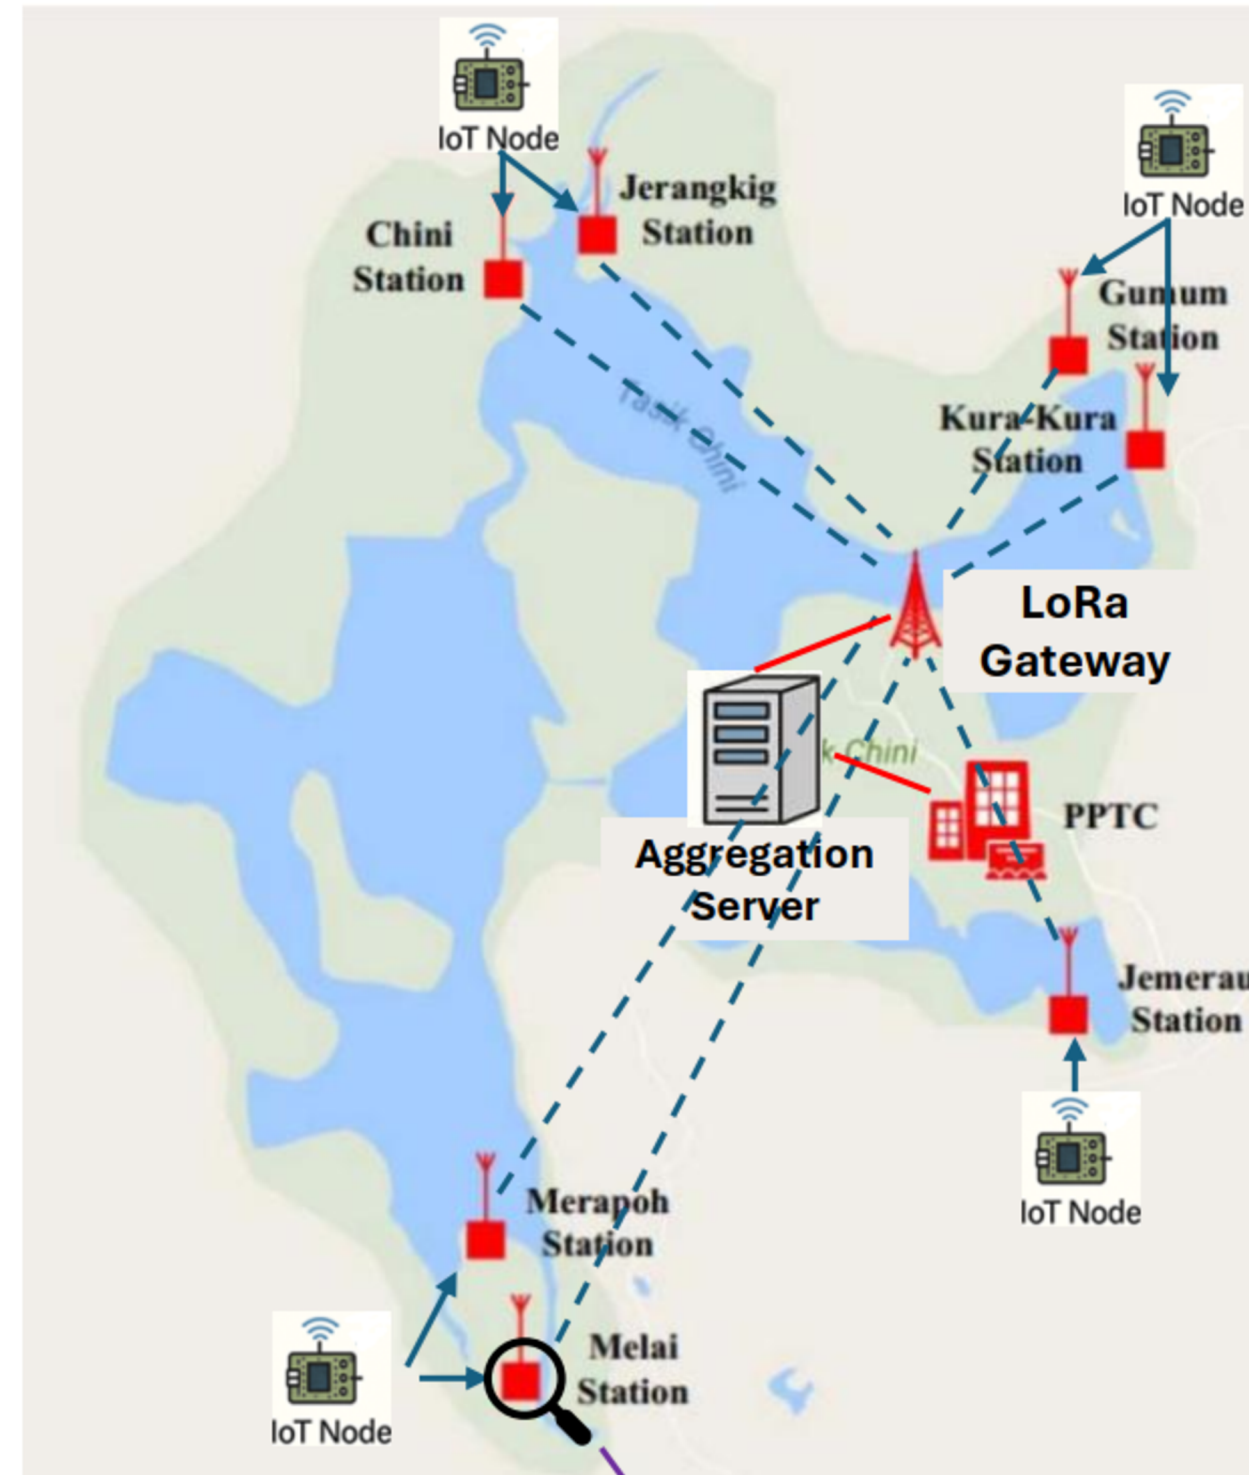 IoT Node
Jerangkig
Station
IoT Node
Chini
Station
Gumum
Station
Kura-Kura
Station
Tasik Chini
LoRa
Gateway
k Chini
PPTC
Aggregation
Server
Jemerau
Station
IoT Node
Merapoh
Station
Melai
Station
IoT Node